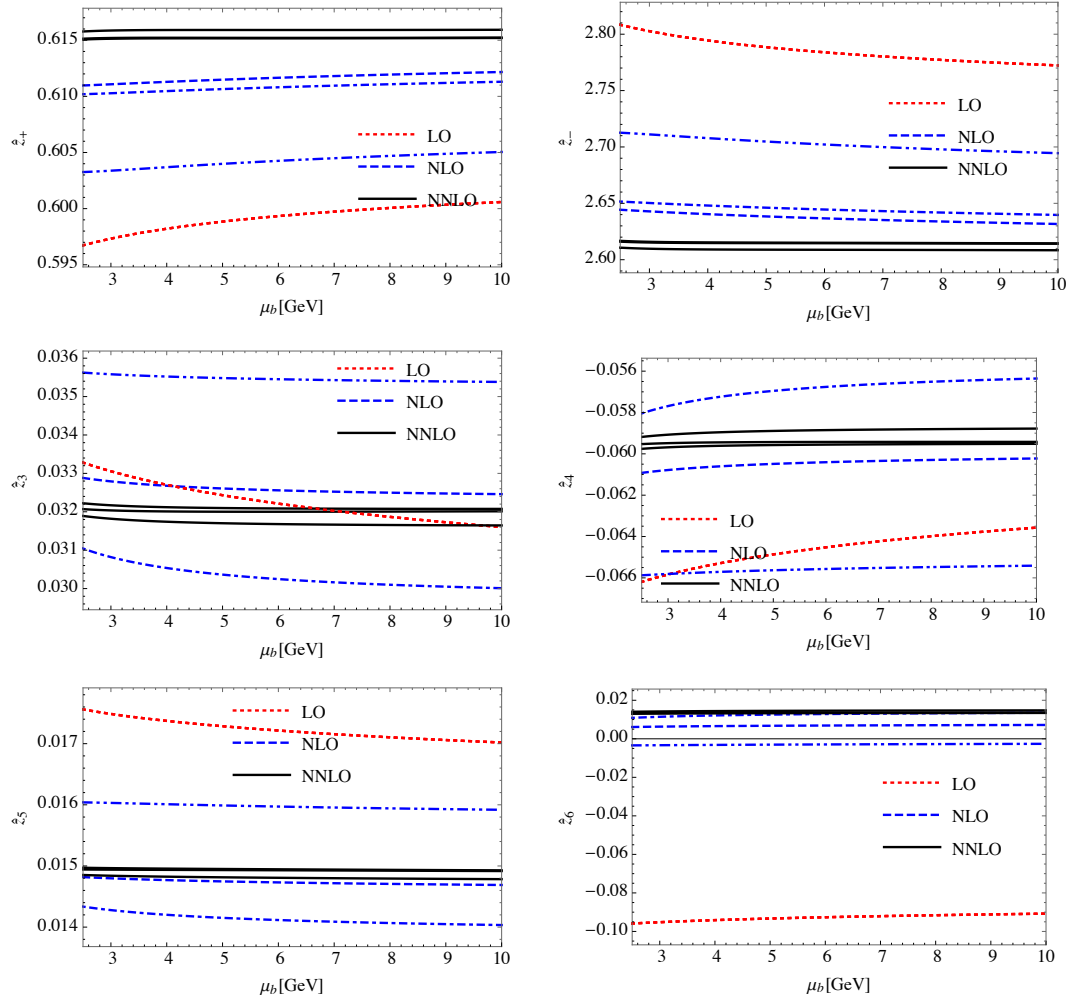 0.615
0.610
0.605
0.600
0.595
ẑ+
LO
NLO
NNLO
3 4 5 6 7 8 9 10
μb[GeV]
2.80
2.75
2.70
2.65
2.60
ẑ−
LO
NLO
NNLO
3 4 5 6 7 8 9 10
μb[GeV]
0.036
0.035
0.034
0.033
0.032
0.031
0.030
ẑ3
LO
NLO
NNLO
3 4 5 6 7 8 9 10
μb[GeV]
−0.056
−0.058
−0.060
−0.062
−0.064
−0.066
ẑ4
LO
NLO
NNLO
3 4 5 6 7 8 9 10
μb[GeV]
0.017
0.016
0.015
0.014
ẑ5
LO
NLO
NNLO
3 4 5 6 7 8 9 10
μb[GeV]
0.02
0.00
−0.02
−0.04
−0.06
−0.08
−0.10
ẑ6
LO
NLO
NNLO
3 4 5 6 7 8 9 10
μb[GeV]